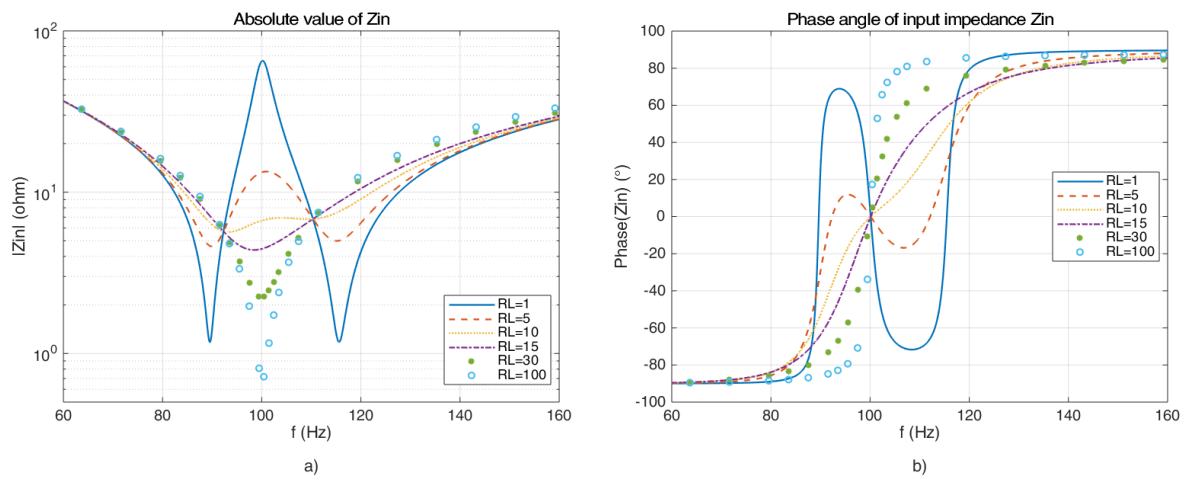 Absolute value of Zin
10^2
10^1
10^0
|Zin| (ohm)
60 80 100 120 140 160
f (Hz)
RL=1
RL=5
RL=10
RL=15
RL=30
RL=100
a)
Phase angle of input impedance Zin
100
80
60
40
20
0
-20
-40
-60
-80
-100
Phase(Zin) (°)
60 80 100 120 140 160
f (Hz)
RL=1
RL=5
RL=10
RL=15
RL=30
RL=100
b)